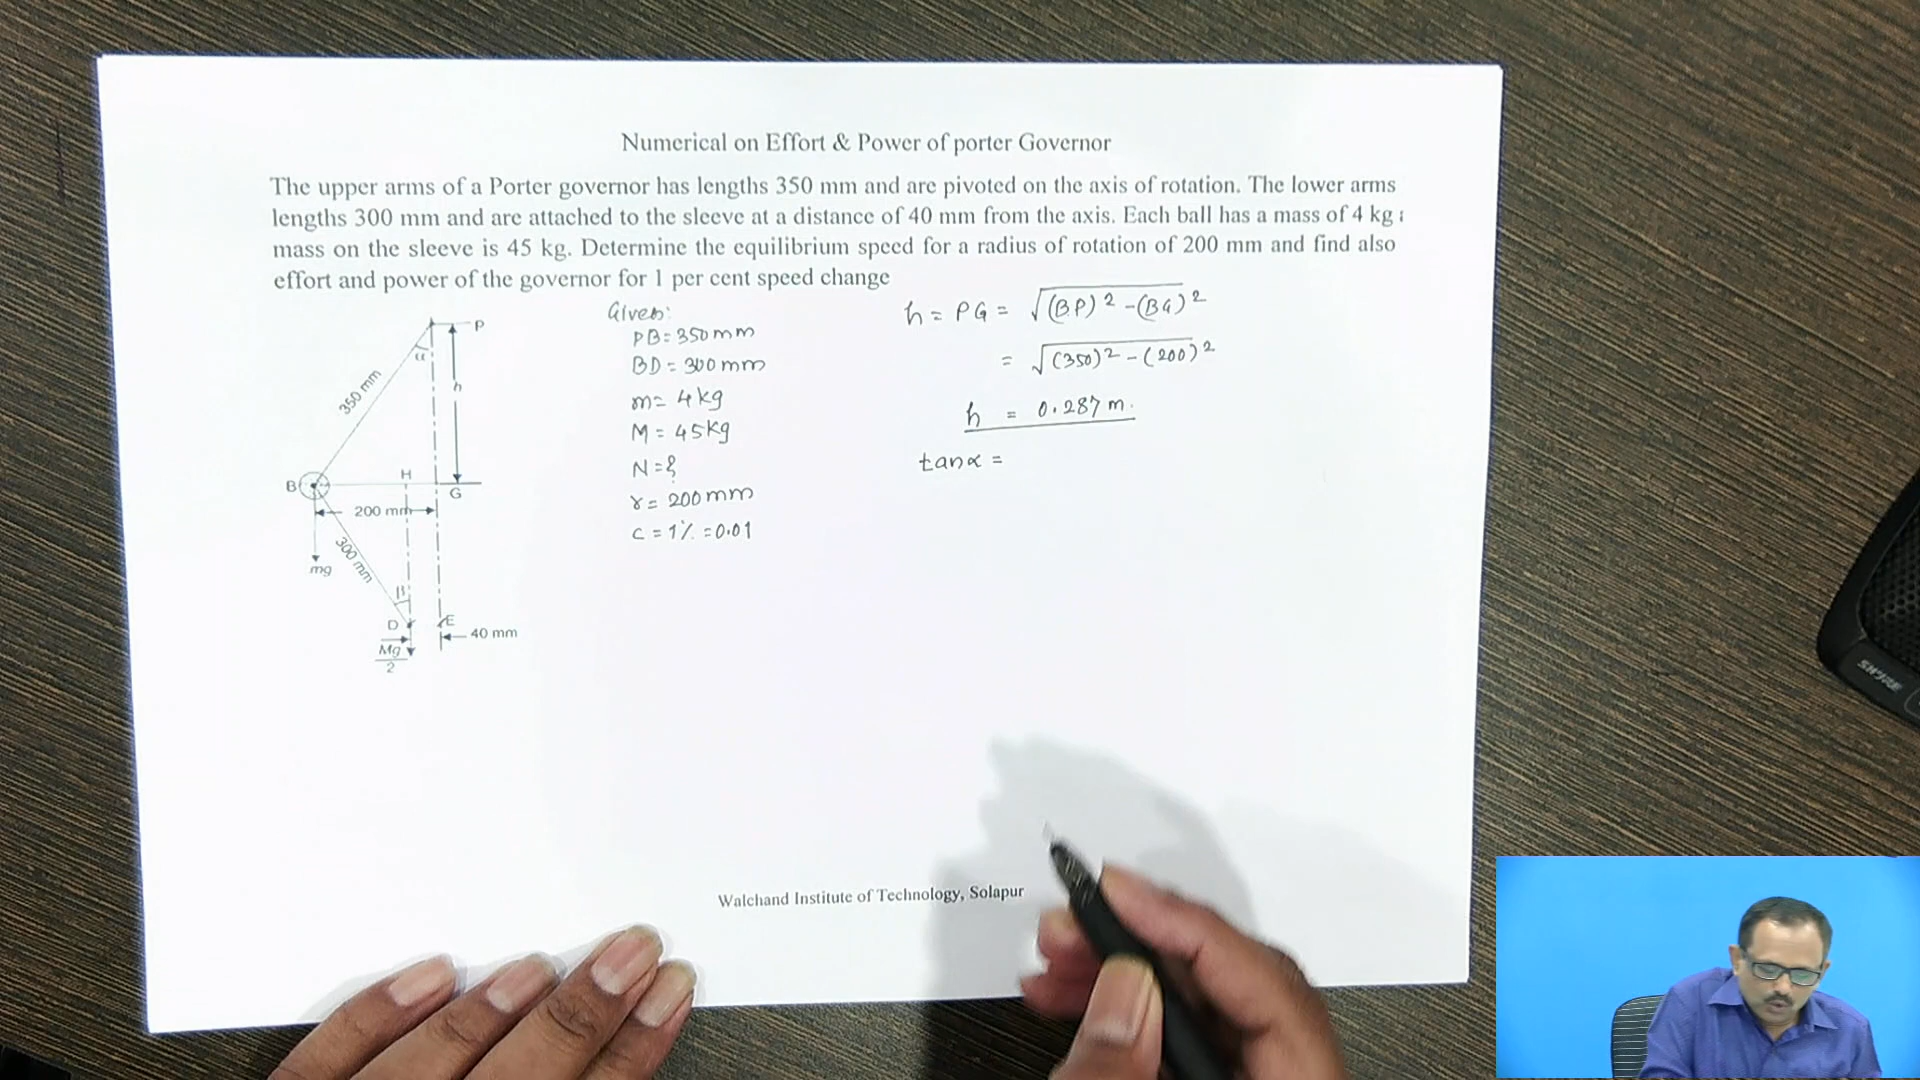 Numerical on Effort & Power of porter Governor
The upper arms of a Porter governor has lengths 350 mm and are pivoted on the axis of rotation. The lower arms
lengths 300 mm and are attached to the sleeve at a distance of 40 mm from the axis. Each ball has a mass of 4 kg
mass on the sleeve is 45 kg. Determine the equilibrium speed for a radius of rotation of 200 mm and find also
effort and power of the governor for 1 per cent speed change
Given:
PB = 350 mm
BD = 300 mm
m = 4 kg
M = 45 kg
N = ?
r = 200 mm
c = 1% = 0.01
h = PG = √(BP)² - (BG)²
= √(350)² - (200)²
h = 0.287 m.
tanα =
P
α
350 mm
h
B
H
G
200 mm
300 mm
mg
β
D
E
40 mm
Mg
2
Walchand Institute of Technology, Solapur
SHURE